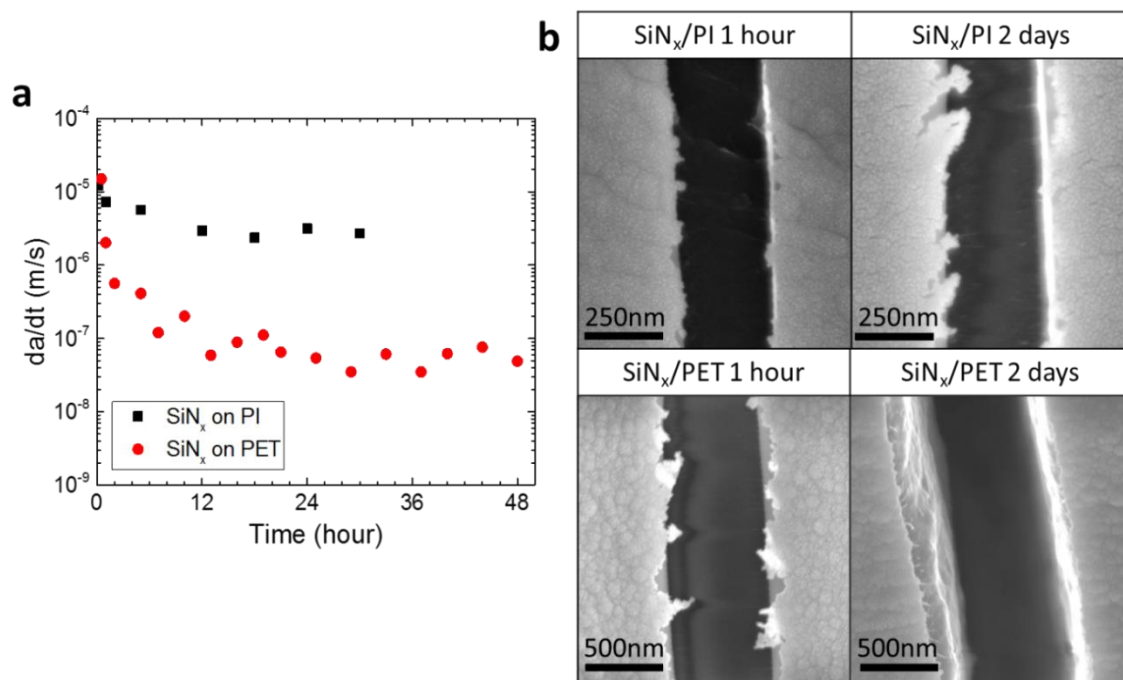 a
10⁻⁴
10⁻⁵
10⁻⁶
10⁻⁷
10⁻⁸
10⁻⁹
da/dt (m/s)
SiNₓ on PI
SiNₓ on PET
0 12 24 36 48
Time (hour)
b
SiNₓ/PI 1 hour
SiNₓ/PI 2 days
250nm
250nm
SiNₓ/PET 1 hour
SiNₓ/PET 2 days
500nm
500nm